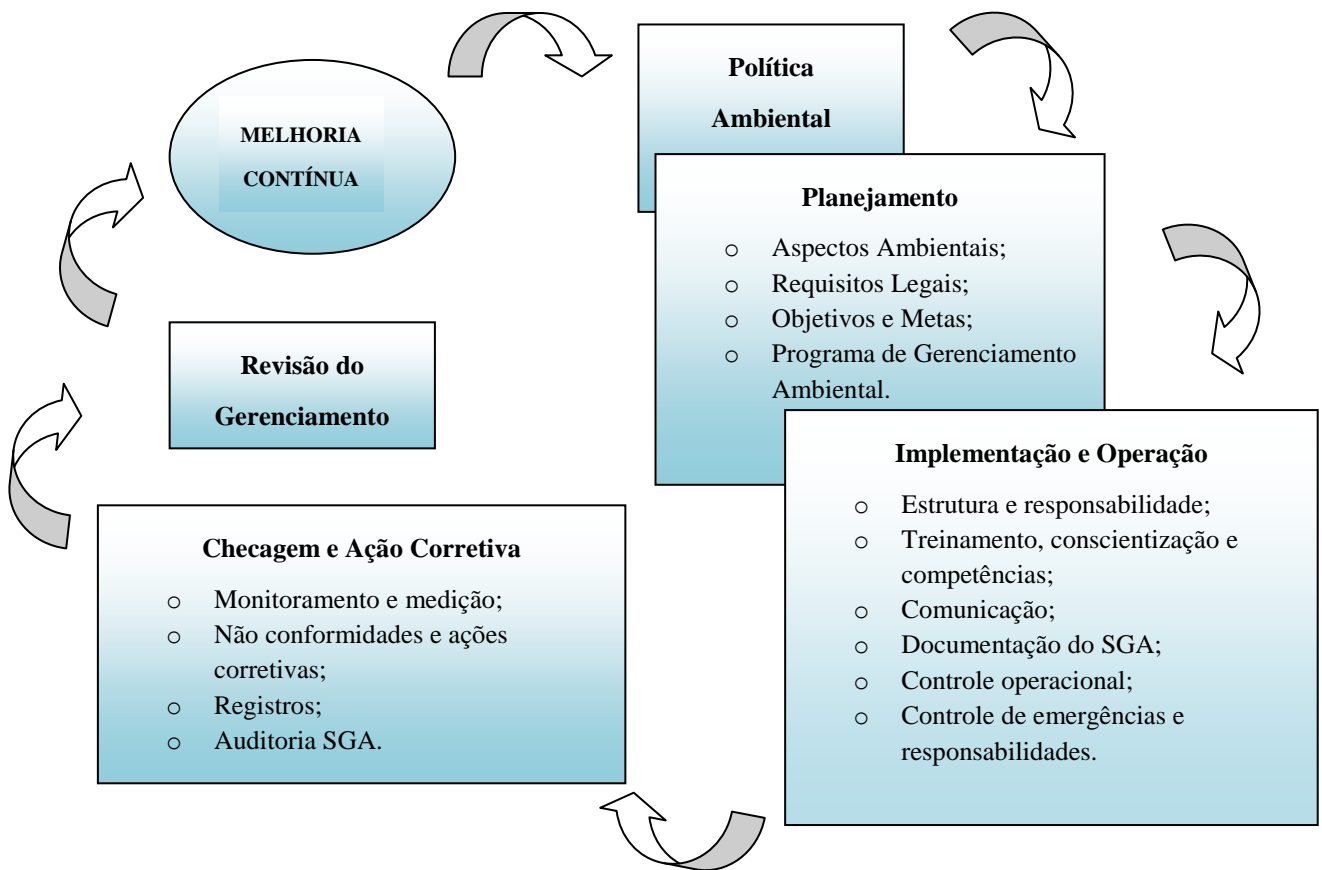 MELHORIA
CONTÍNUA
Política
Ambiental
Planejamento
o Aspectos Ambientais;
o Requisitos Legais;
o Objetivos e Metas;
o Programa de Gerenciamento
Ambiental.
Implementação e Operação
o Estrutura e responsabilidade;
o Treinamento, conscientização e
competências;
o Comunicação;
o Documentação do SGA;
o Controle operacional;
o Controle de emergências e
responsabilidades.
Checagem e Ação Corretiva
o Monitoramento e medição;
o Não conformidades e ações
corretivas;
o Registros;
o Auditoria SGA.
Revisão do
Gerenciamento